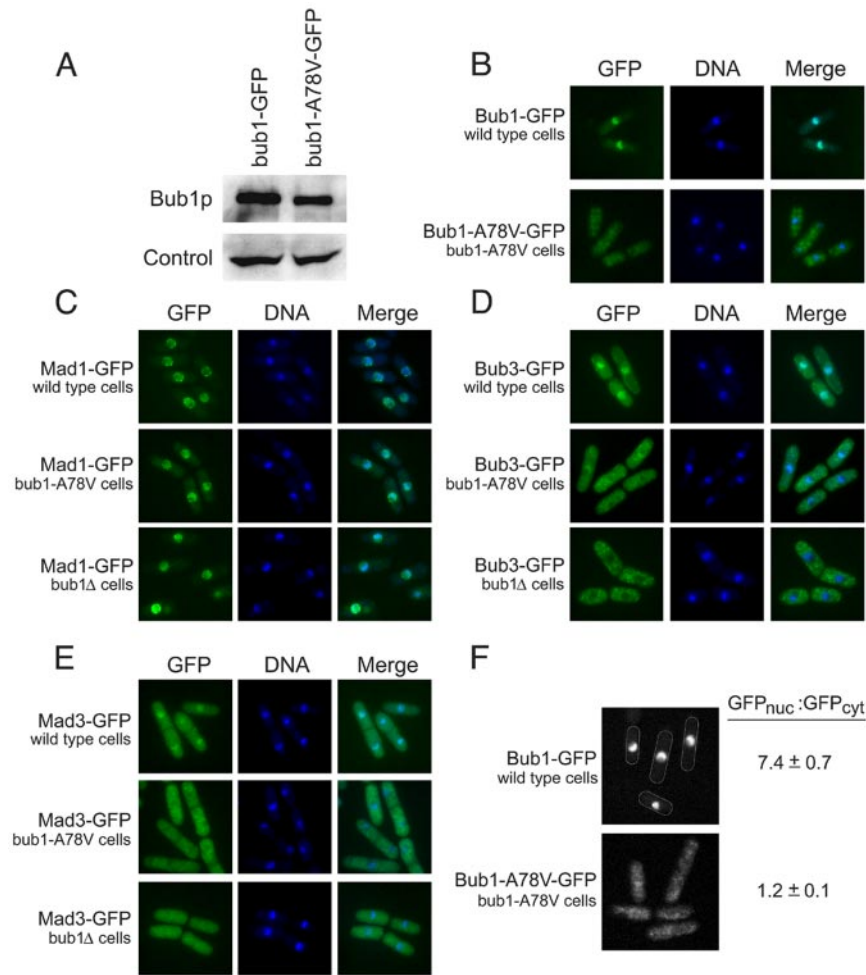 A
bub1-GFP
bub1-A78V-GFP
Bub1p
Control
B
GFP DNA Merge
Bub1-GFP
wild type cells
Bub1-A78V-GFP
bub1-A78V cells
C
GFP DNA Merge
Mad1-GFP
wild type cells
Mad1-GFP
bub1-A78V cells
Mad1-GFP
bub1Δ cells
D
GFP DNA Merge
Bub3-GFP
wild type cells
Bub3-GFP
bub1-A78V cells
Bub3-GFP
bub1Δ cells
E
GFP DNA Merge
Mad3-GFP
wild type cells
Mad3-GFP
bub1-A78V cells
Mad3-GFP
bub1Δ cells
F
GFPnuc :GFPcyt
Bub1-GFP
wild type cells
7.4 ± 0.7
Bub1-A78V-GFP
bub1-A78V cells
1.2 ± 0.1